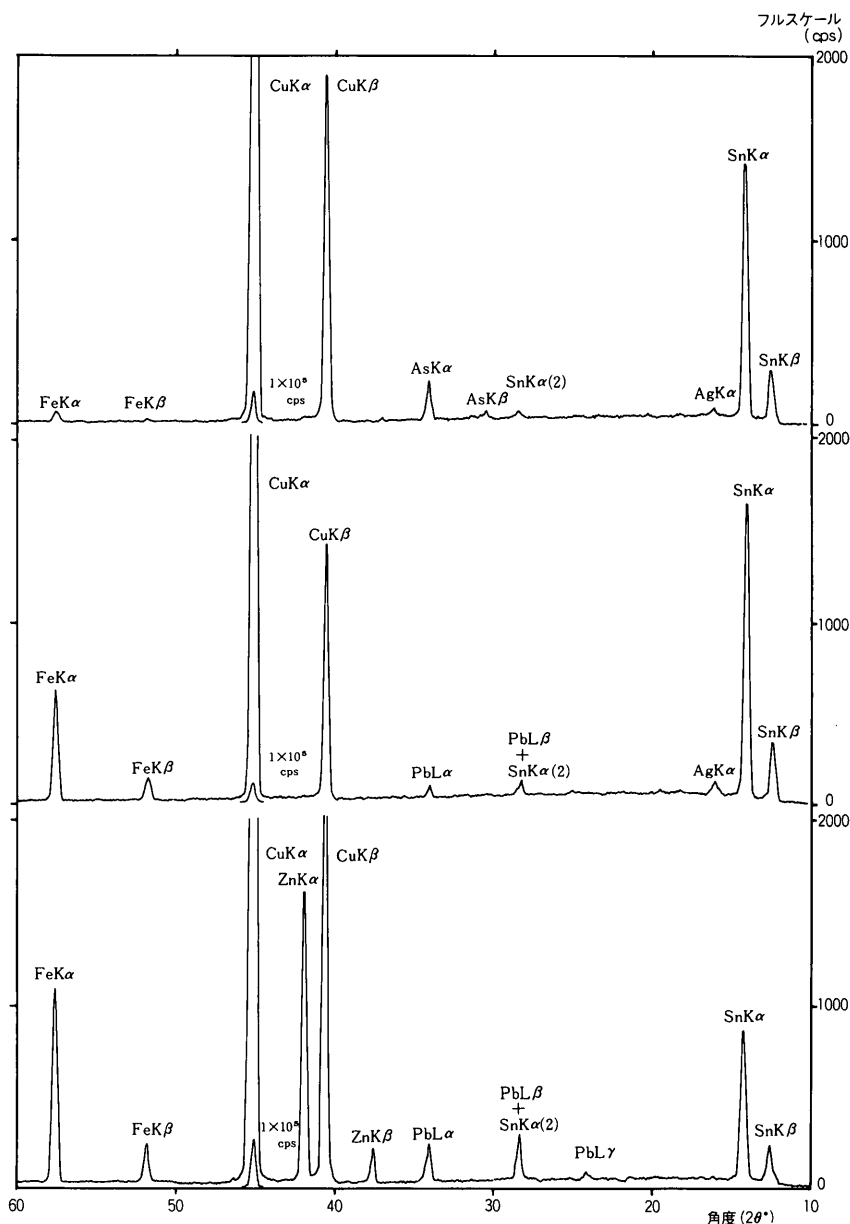 フルスケール
(cps)
2000
CuKα CuKβ
SnKα
1000
AsKα
SnKβ
1×10⁵
cps
SnKα(2)
FeKα FeKβ AsKβ AgKα
0
2000
CuKα SnKα
CuKβ
1000
FeKα
SnKβ
1×10⁵
cps
PbLβ
+
FeKβ PbLα SnKα(2) AgKα
0
2000
CuKα CuKβ
ZnKα
FeKα
1000
SnKα
PbLβ
+
1×10⁵
cps
FeKβ ZnKβ PbLα SnKα(2) SnKβ
PbLγ
0
60 50 40 30 20 10
角度(2θ°)